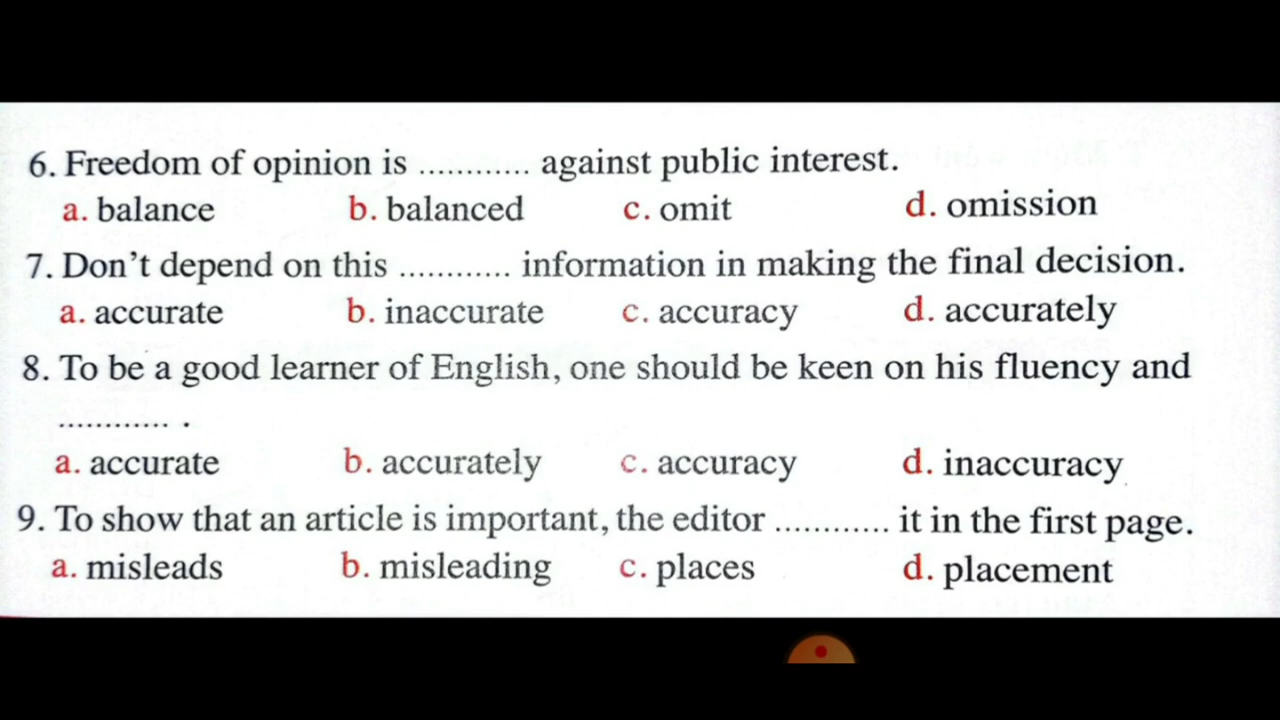 6. Freedom of opinion is ............ against public interest.
a. balance b. balanced c. omit d. omission
7. Don't depend on this ............ information in making the final decision.
a. accurate b. inaccurate c. accuracy d. accurately
8. To be a good learner of English, one should be keen on his fluency and
............ .
a. accurate b. accurately c. accuracy d. inaccuracy
9. To show that an article is important, the editor ............ it in the first page.
a. misleads b. misleading c. places d. placement